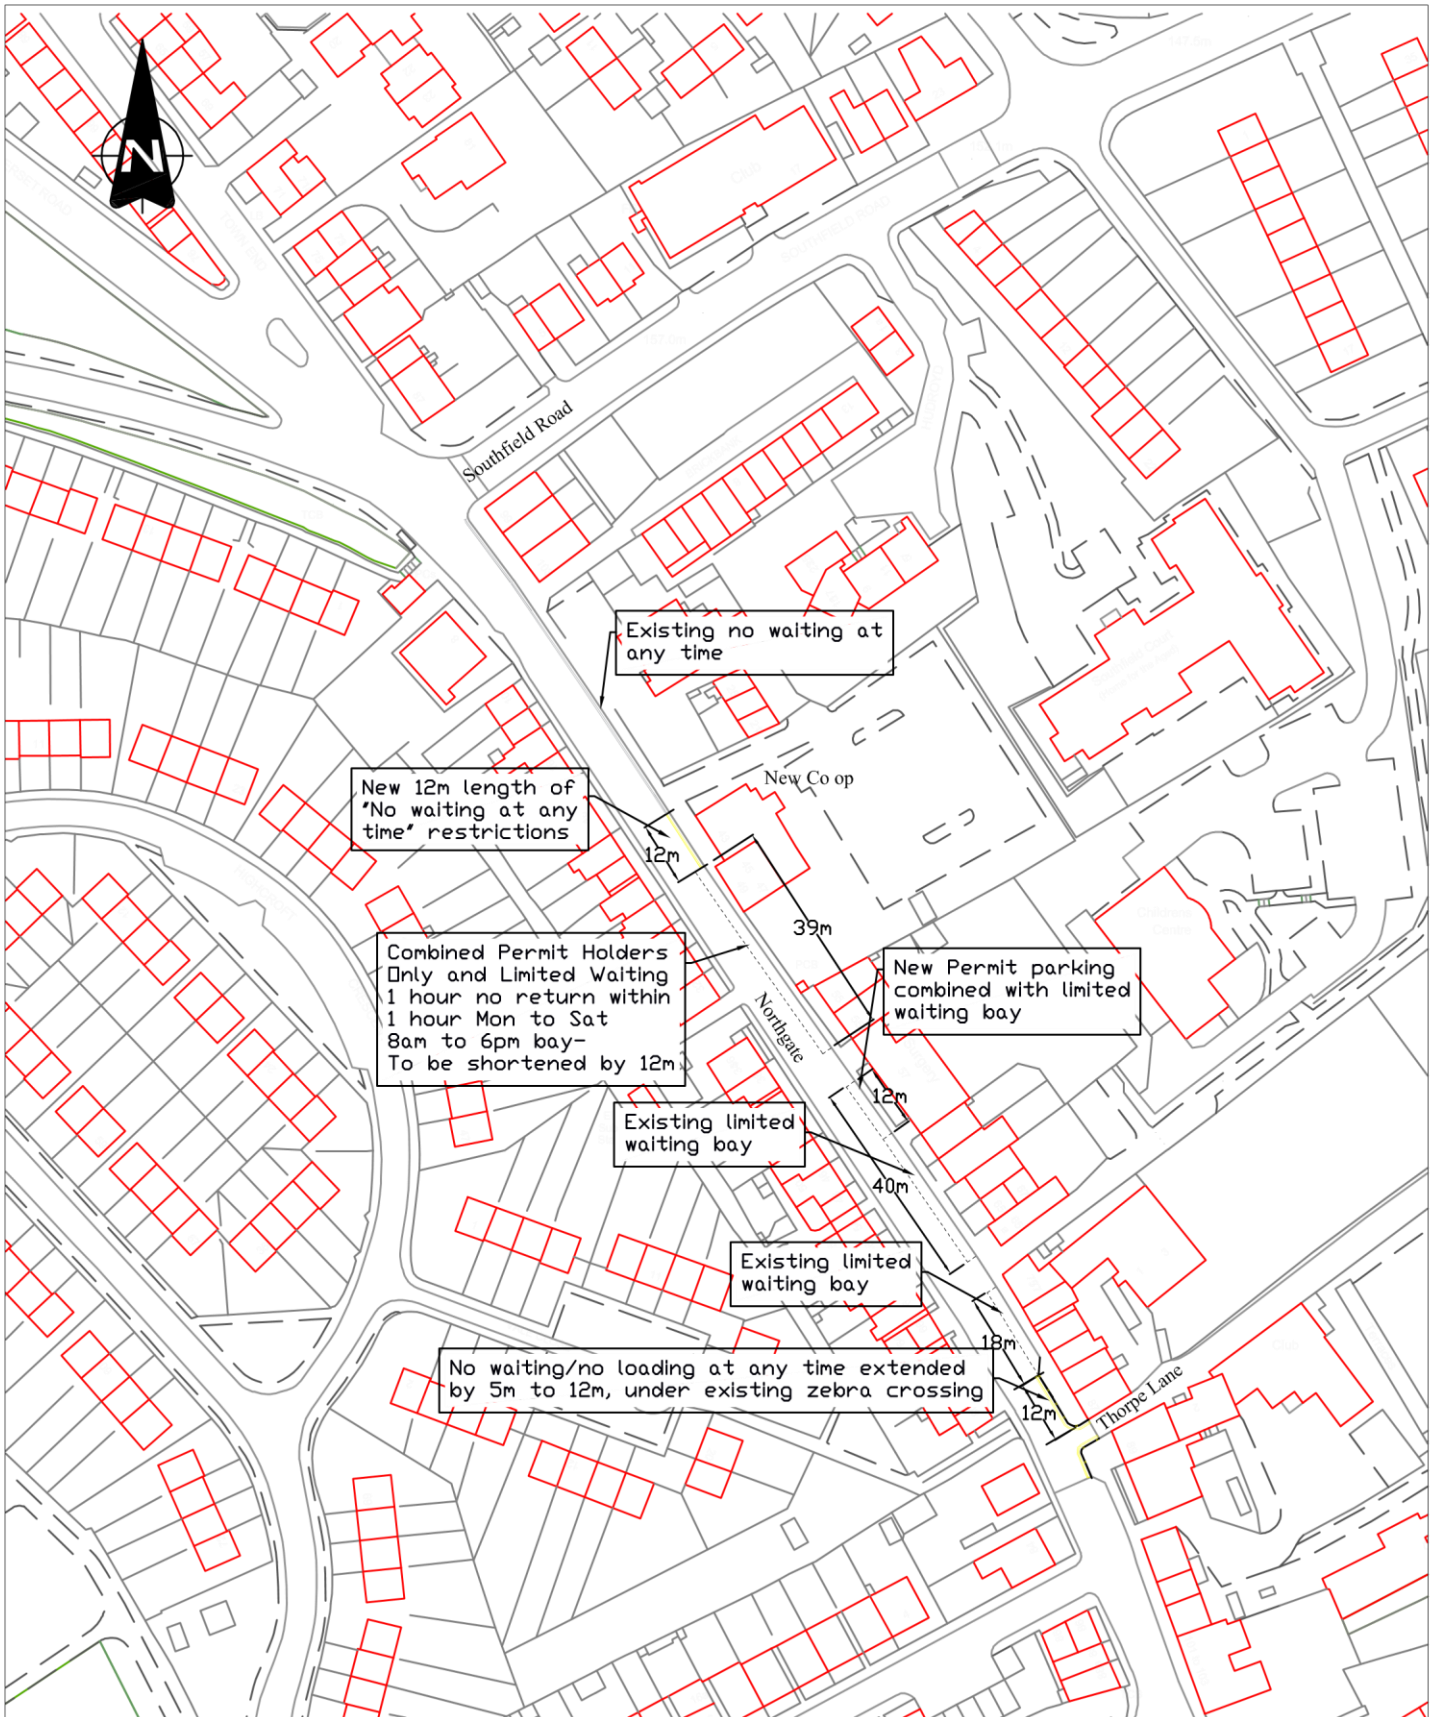 N
Club
SOUTHFIELD ROAD
Southfield Road
Existing no waiting at
any time
New Co op
New 12m length of
"No waiting at any
time" restrictions
12m
39m
Combined Permit Holders
Only and Limited Waiting
1 hour no return within
1 hour Mon to Sat
8am to 6pm bay-
To be shortened by 12m
New Permit parking
combined with limited
waiting bay
Northgate
12m
Existing limited
waiting bay
40m
Existing limited
waiting bay
18m
No waiting/no loading at any time extended
by 5m to 12m, under existing zebra crossing
12m
Thorpe Lane